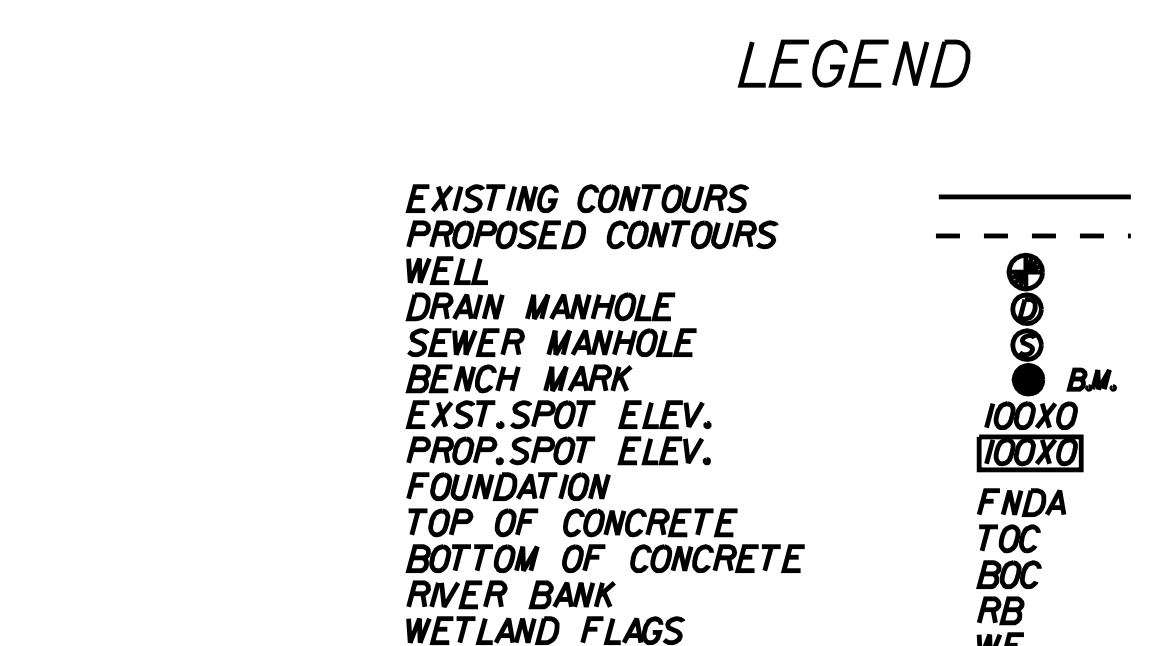 LEGEND
EXISTING CONTOURS
PROPOSED CONTOURS
WELL
DRAIN MANHOLE D
SEWER MANHOLE S
BENCH MARK B.M.
EXST.SPOT ELEV. 100X0
PROP.SPOT ELEV. 100X0
FOUNDATION FNDA
TOP OF CONCRETE TOC
BOTTOM OF CONCRETE BOC
RIVER BANK RB
WETLAND FLAGS